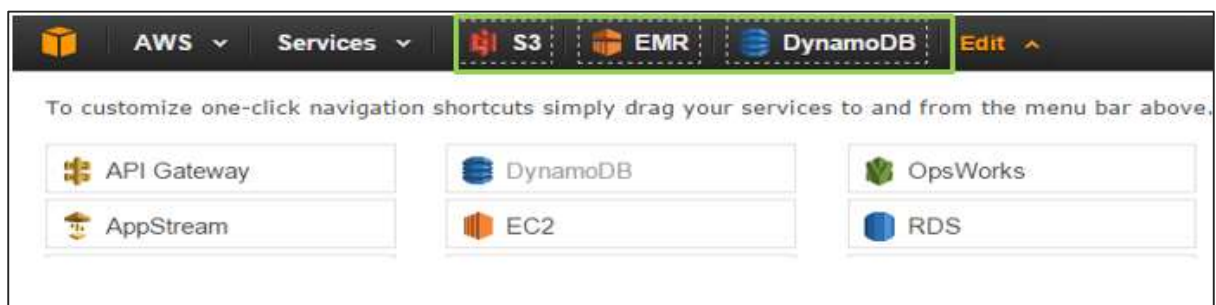 AWS Services S3 EMR DynamoDB Edit
To customize one-click navigation shortcuts simply drag your services to and from the menu bar above.
API Gateway DynamoDB OpsWorks
AppStream EC2 RDS